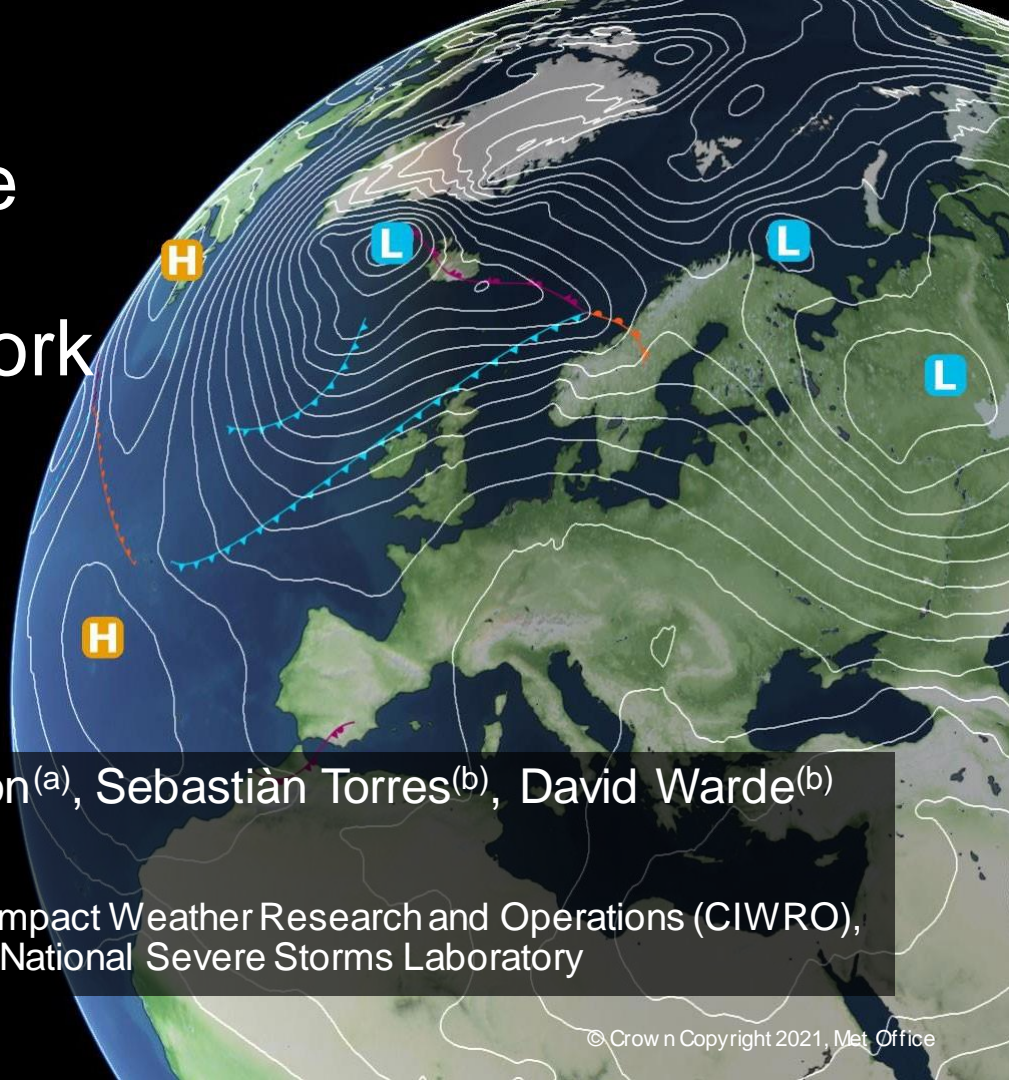 e
H
L
L
ork
L
H
on(a), Sebastiàn Torres(b), David Warde(b)
mpact Weather Research and Operations (CIWRO),
National Severe Storms Laboratory
© Crown Copyright 2021, Met Office